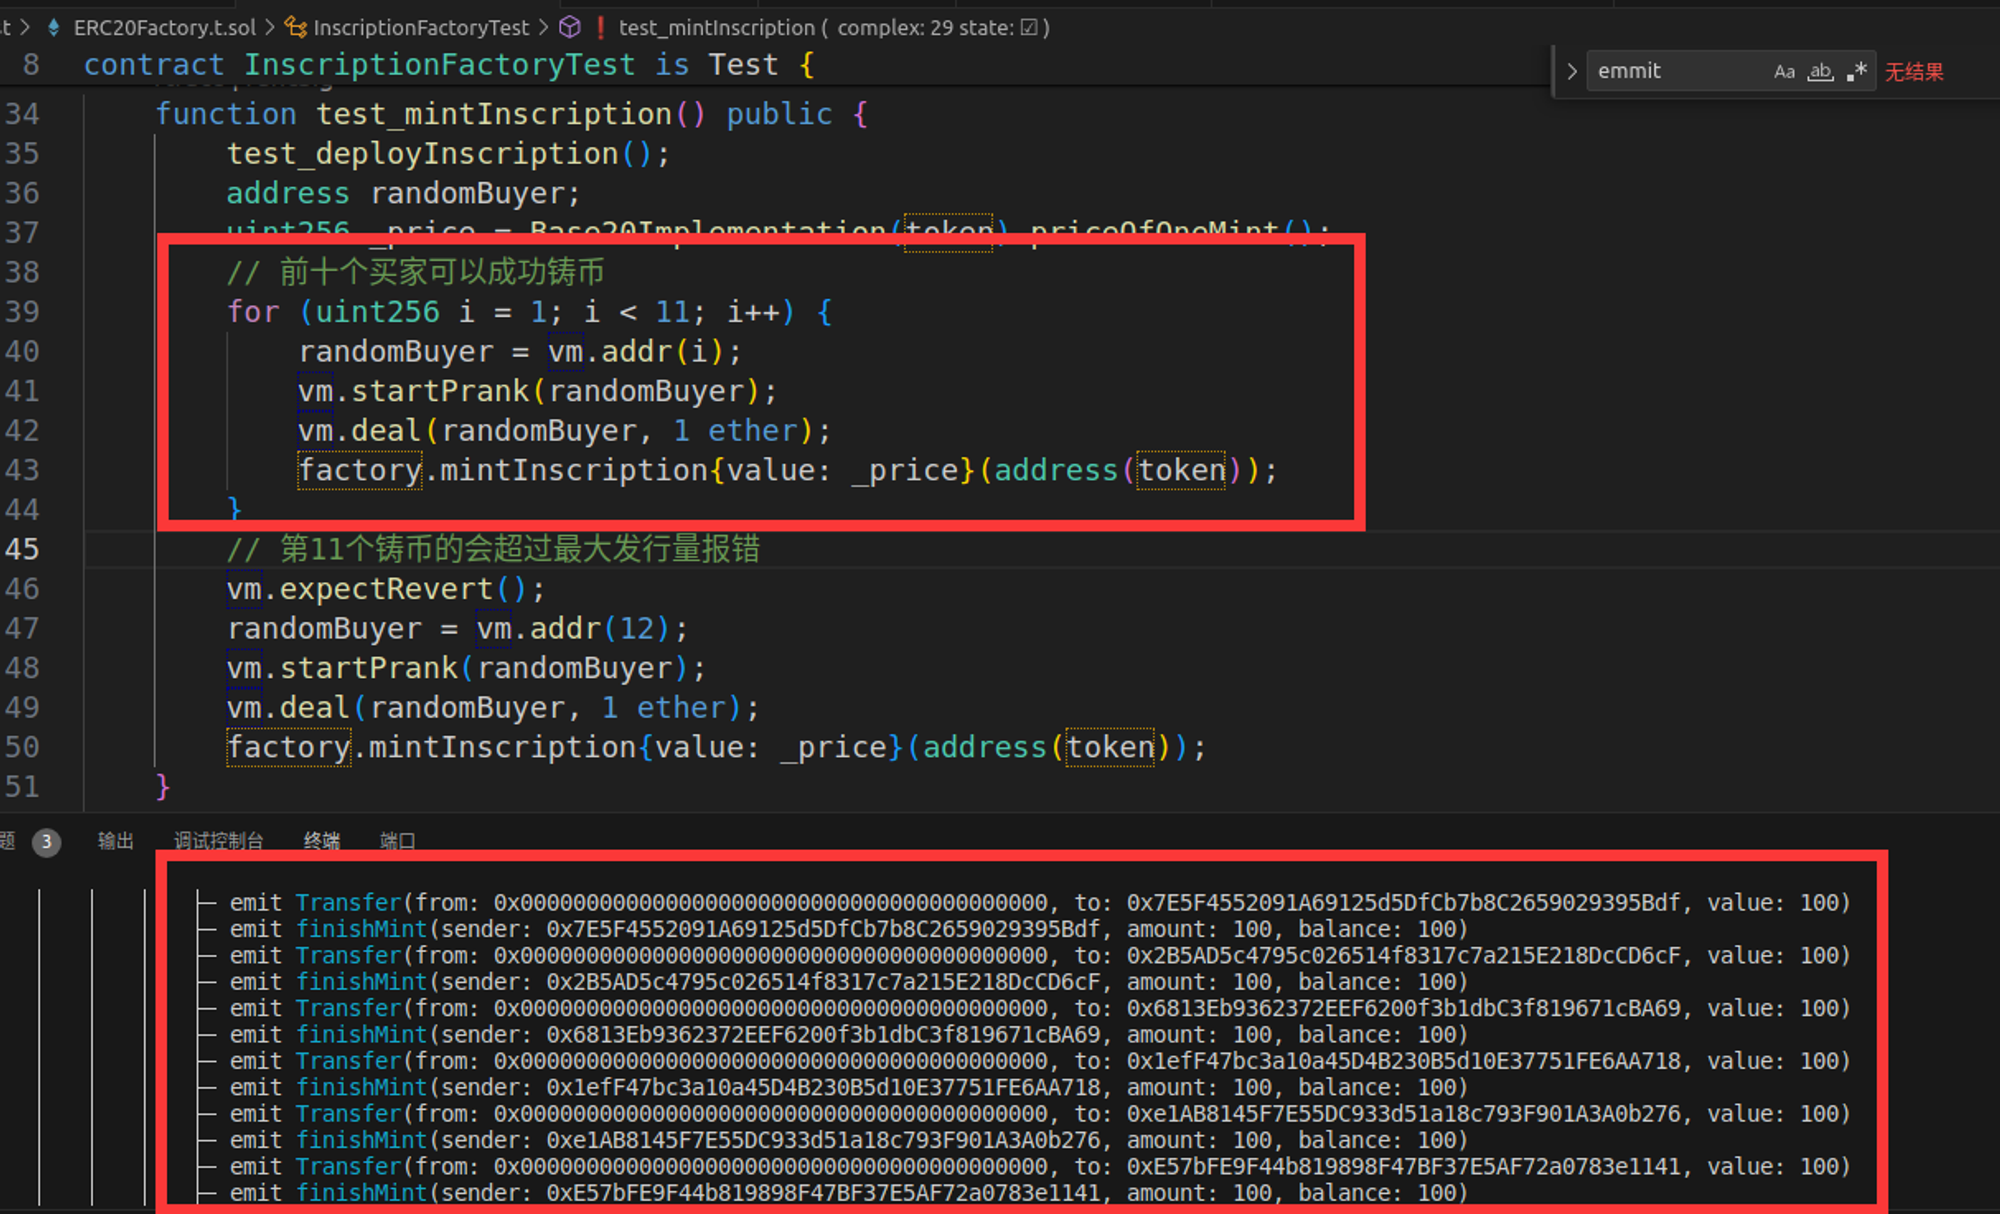 t > ERC20Factory.t.sol > InscriptionFactoryTest > ! test_mintInscription ( complex: 29 state: ☑ )
8 contract InscriptionFactoryTest is Test {
> emmit Aa ab .* 无结果
34 function test_mintInscription() public {
35 test_deployInscription();
36 address randomBuyer;
37 uint256 _price = Base20Implementation(token).priceOfOneMint();
38 // 前十个买家可以成功铸币
39 for (uint256 i = 1; i < 11; i++) {
40 randomBuyer = vm.addr(i);
41 vm.startPrank(randomBuyer);
42 vm.deal(randomBuyer, 1 ether);
43 factory.mintInscription{value: _price}(address(token));
44 }
45 // 第11个铸币的会超过最大发行量报错
46 vm.expectRevert();
47 randomBuyer = vm.addr(12);
48 vm.startPrank(randomBuyer);
49 vm.deal(randomBuyer, 1 ether);
50 factory.mintInscription{value: _price}(address(token));
51 }
题 3 输出 调试控制台 终端 端口
├─ emit Transfer(from: 0x0000000000000000000000000000000000000000, to: 0x7E5F4552091A69125d5DfCb7b8C2659029395Bdf, value: 100)
├─ emit finishMint(sender: 0x7E5F4552091A69125d5DfCb7b8C2659029395Bdf, amount: 100, balance: 100)
├─ emit Transfer(from: 0x0000000000000000000000000000000000000000, to: 0x2B5AD5c4795c026514f8317c7a215E218DcCD6cF, value: 100)
├─ emit finishMint(sender: 0x2B5AD5c4795c026514f8317c7a215E218DcCD6cF, amount: 100, balance: 100)
├─ emit Transfer(from: 0x0000000000000000000000000000000000000000, to: 0x6813Eb9362372EEF6200f3b1dbC3f819671cBA69, value: 100)
├─ emit finishMint(sender: 0x6813Eb9362372EEF6200f3b1dbC3f819671cBA69, amount: 100, balance: 100)
├─ emit Transfer(from: 0x0000000000000000000000000000000000000000, to: 0x1efF47bc3a10a45D4B230B5d10E37751FE6AA718, value: 100)
├─ emit finishMint(sender: 0x1efF47bc3a10a45D4B230B5d10E37751FE6AA718, amount: 100, balance: 100)
├─ emit Transfer(from: 0x0000000000000000000000000000000000000000, to: 0xe1AB8145F7E55DC933d51a18c793F901A3A0b276, value: 100)
├─ emit finishMint(sender: 0xe1AB8145F7E55DC933d51a18c793F901A3A0b276, amount: 100, balance: 100)
├─ emit Transfer(from: 0x0000000000000000000000000000000000000000, to: 0xE57bFE9F44b819898F47BF37E5AF72a0783e1141, value: 100)
├─ emit finishMint(sender: 0xE57bFE9F44b819898F47BF37E5AF72a0783e1141, amount: 100, balance: 100)